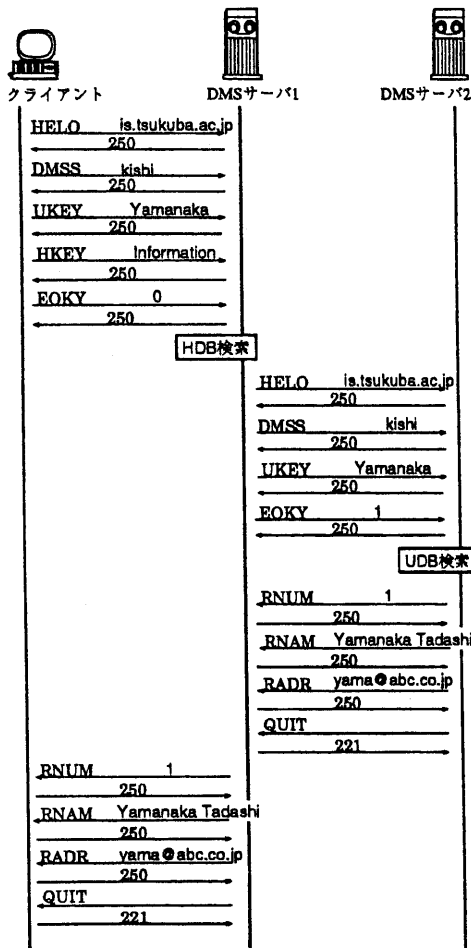 クライアント DMSサーバ1 DMSサーバ2
HELO is.tsukuba.ac.jp
250
DMSS kishi
250
UKEY Yamanaka
250
HKEY Information
250
EOKY 0
250
HDB検索
HELO is.tsukuba.ac.jp
250
DMSS kishi
250
UKEY Yamanaka
250
EOKY 1
250
UDB検索
RNUM 1
250
RNAM Yamanaka Tadashi
250
RADR yama@abc.co.jp
250
QUIT
221
RNUM 1
250
RNAM Yamanaka Tadashi
250
RADR yama@abc.co.jp
250
QUIT
221